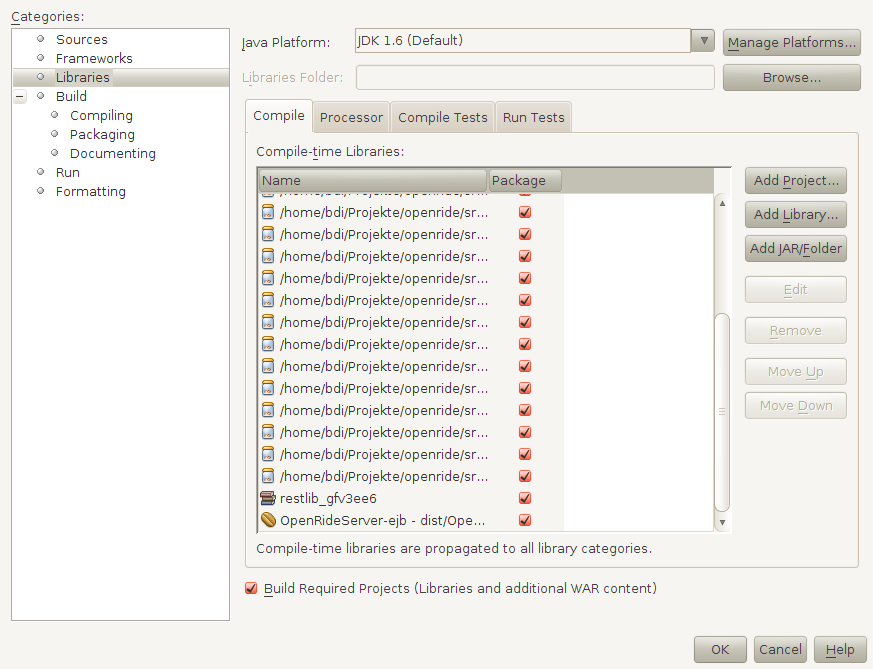 Categories:
Sources
Frameworks
Libraries
Build
Compiling
Packaging
Documenting
Run
Formatting
Java Platform: JDK 1.6 (Default) Manage Platforms...
Libraries Folder: Browse...
Compile Processor Compile Tests Run Tests
Compile-time Libraries:
Name Package
/home/bdi/Projekte/openride/sr...
/home/bdi/Projekte/openride/sr...
/home/bdi/Projekte/openride/sr...
/home/bdi/Projekte/openride/sr...
/home/bdi/Projekte/openride/sr...
/home/bdi/Projekte/openride/sr...
/home/bdi/Projekte/openride/sr...
/home/bdi/Projekte/openride/sr...
/home/bdi/Projekte/openride/sr...
/home/bdi/Projekte/openride/sr...
/home/bdi/Projekte/openride/sr...
/home/bdi/Projekte/openride/sr...
/home/bdi/Projekte/openride/sr...
/home/bdi/Projekte/openride/sr...
restlib_gfv3ee6
OpenRideServer-ejb - dist/Ope...
Add Project...
Add Library...
Add JAR/Folder
Edit
Remove
Move Up
Move Down
Compile-time libraries are propagated to all library categories.
Build Required Projects (Libraries and additional WAR content)
OK Cancel Help